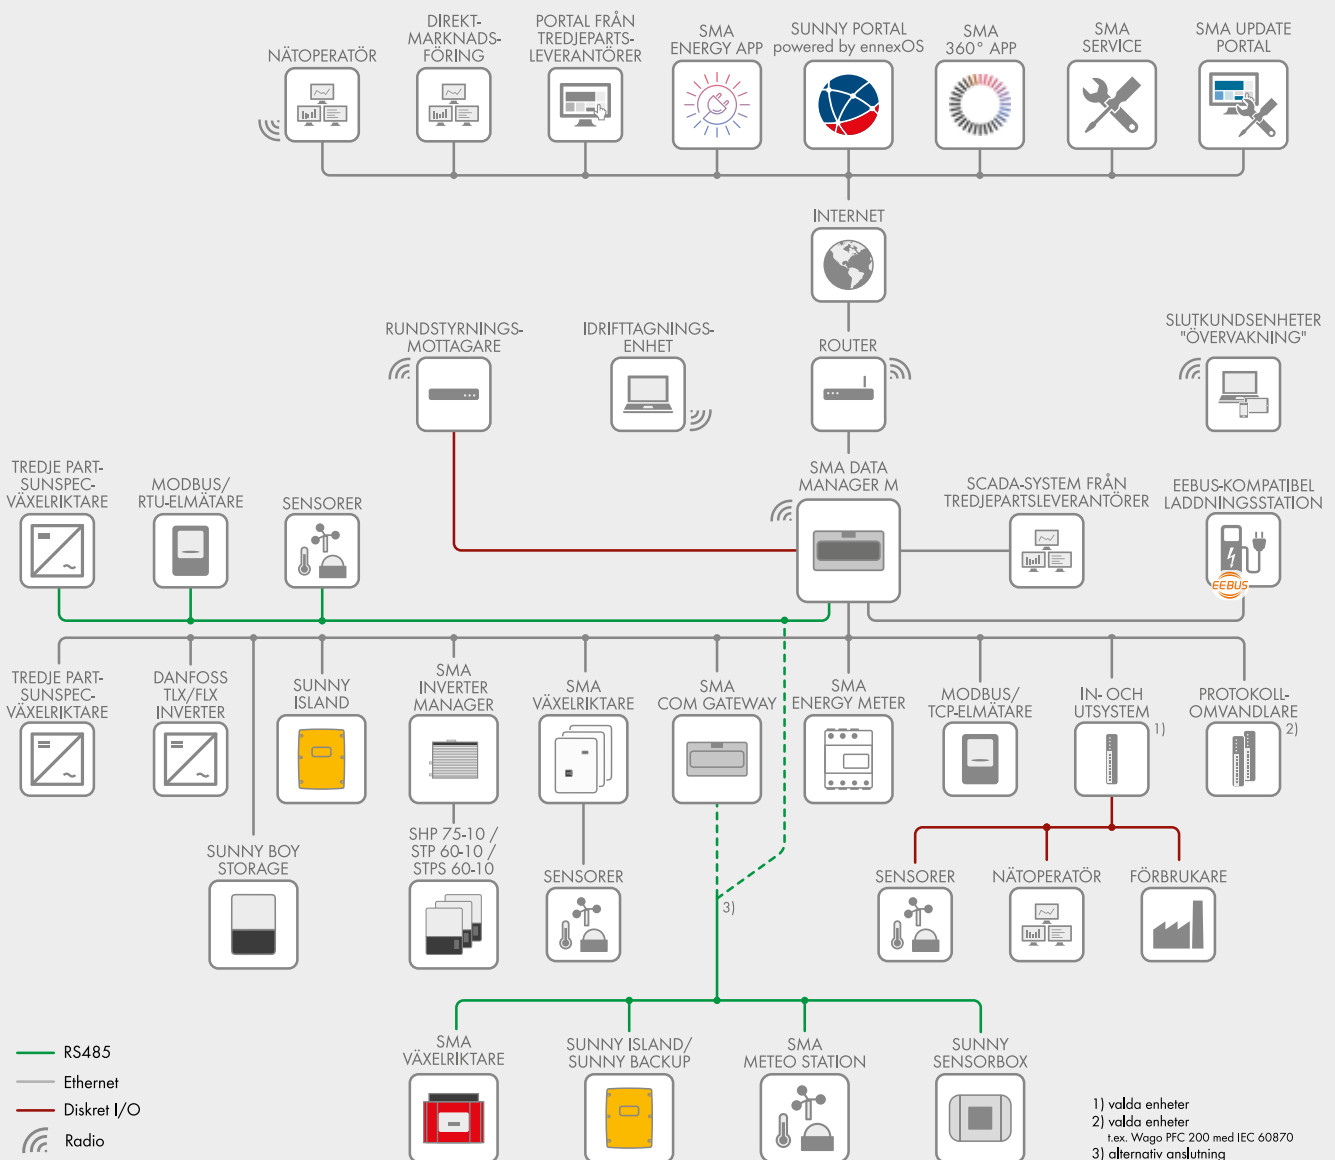 NÄTOPERATÖR
DIREKT-
MARKNADS-
FÖRING
PORTAL FRÅN
TREDJEPARTS-
LEVERANTÖRER
SMA
ENERGY APP
SUNNY PORTAL
powered by ennexOS
SMA
360° APP
SMA
SERVICE
SMA UPDATE
PORTAL
INTERNET
RUNDSTYRNINGS-
MOTTAGARE
IDRIFTTAGNINGS-
ENHET
ROUTER
SLUTKUNDSENHETER
"ÖVERVAKNING"
TREDJE PART-
SUNSPEC-
VÄXELRIKTARE
MODBUS/
RTU-ELMÄTARE
SENSORER
SMA DATA
MANAGER M
SCADA-SYSTEM FRÅN
TREDJEPARTSLEVERANTÖRER
EEBUS-KOMPATIBEL
LADDNINGSSTATION
EEBUS
TREDJE PART-
SUNSPEC-
VÄXELRIKTARE
DANFOSS
TLX/FLX
INVERTER
SUNNY
ISLAND
SMA
INVERTER
MANAGER
SMA
VÄXELRIKTARE
SMA
COM GATEWAY
SMA
ENERGY METER
MODBUS/
TCP-ELMÄTARE
IN- OCH
UTSYSTEM
1)
PROTOKOLL-
OMVANDLARE
2)
SUNNY BOY
STORAGE
SHP 75-10 /
STP 60-10 /
STPS 60-10
SENSORER
3)
SENSORER
NÄTOPERATÖR
FÖRBRUKARE
SMA
VÄXELRIKTARE
SUNNY ISLAND/
SUNNY BACKUP
SMA
METEO STATION
SUNNY
SENSORBOX
RS485
Ethernet
Diskret I/O
Radio
1) valda enheter
2) valda enheter
t.ex. Wago PFC 200 med IEC 60870
3) alternativ anslutning